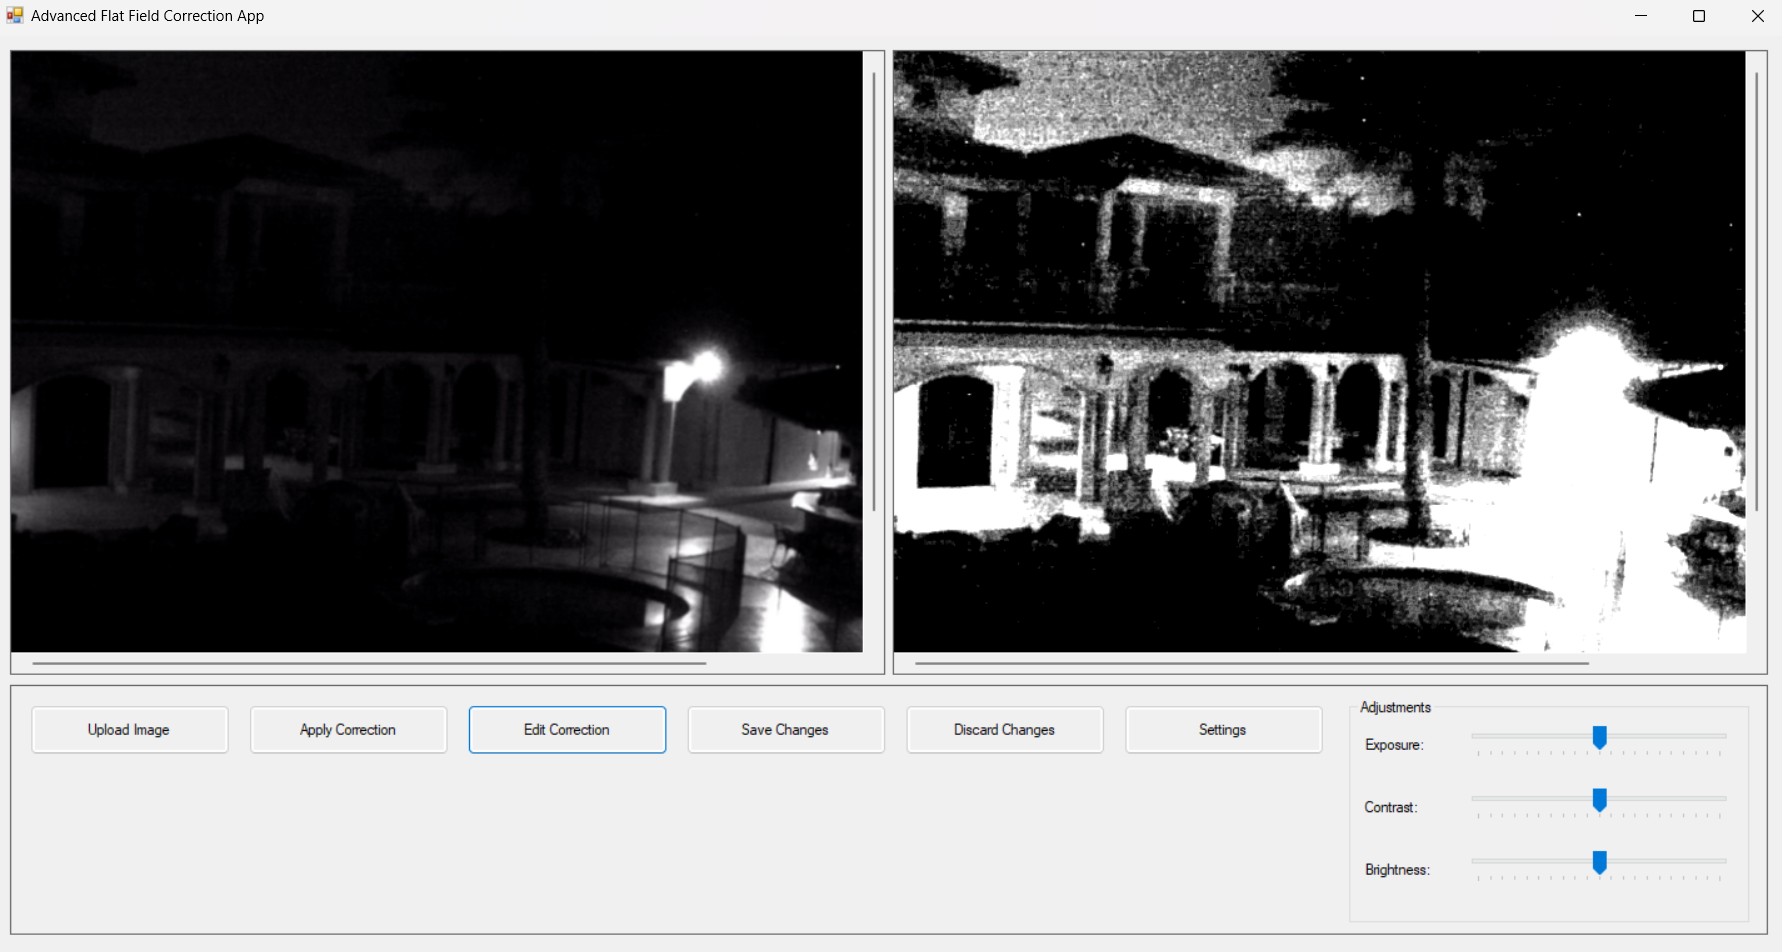 Advanced Flat Field Correction App
Upload Image
Apply Correction
Edit Correction
Save Changes
Discard Changes
Settings
Adjustments
Exposure:
Contrast:
Brightness: